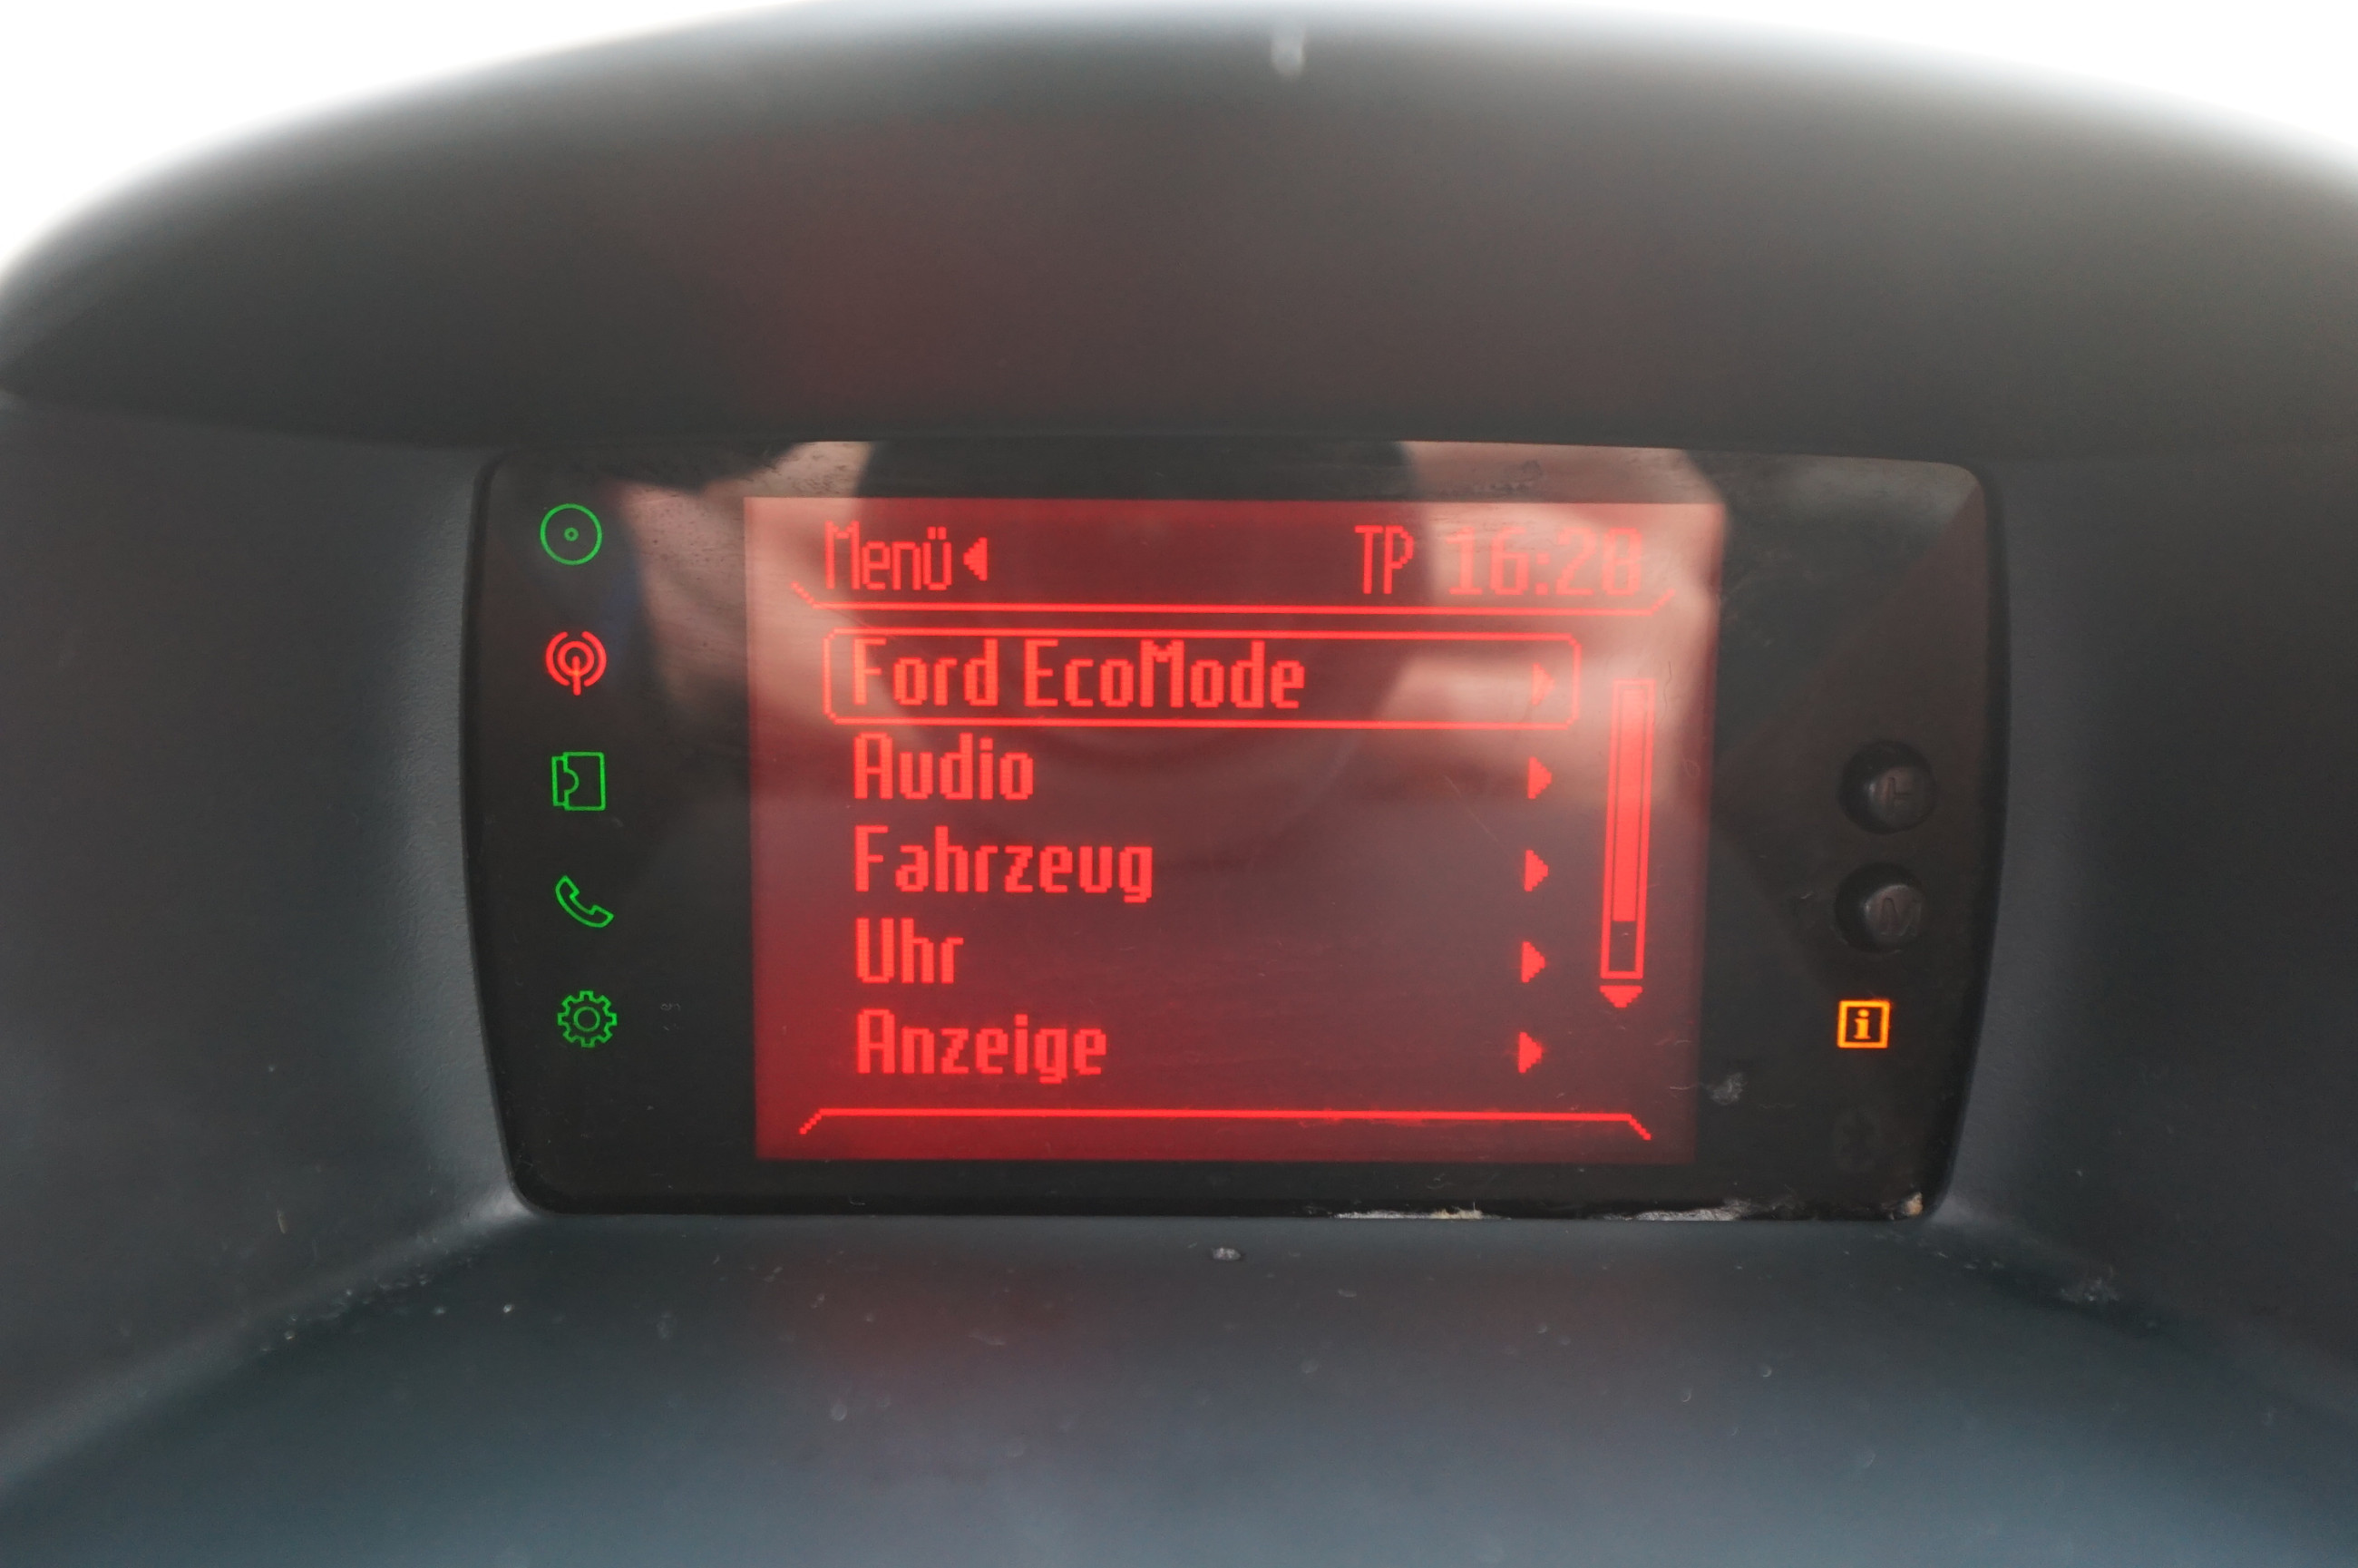 Menü TP 16:28
Ford EcoMode
Audio
Fahrzeug
Uhr
Anzeige
H
M
i